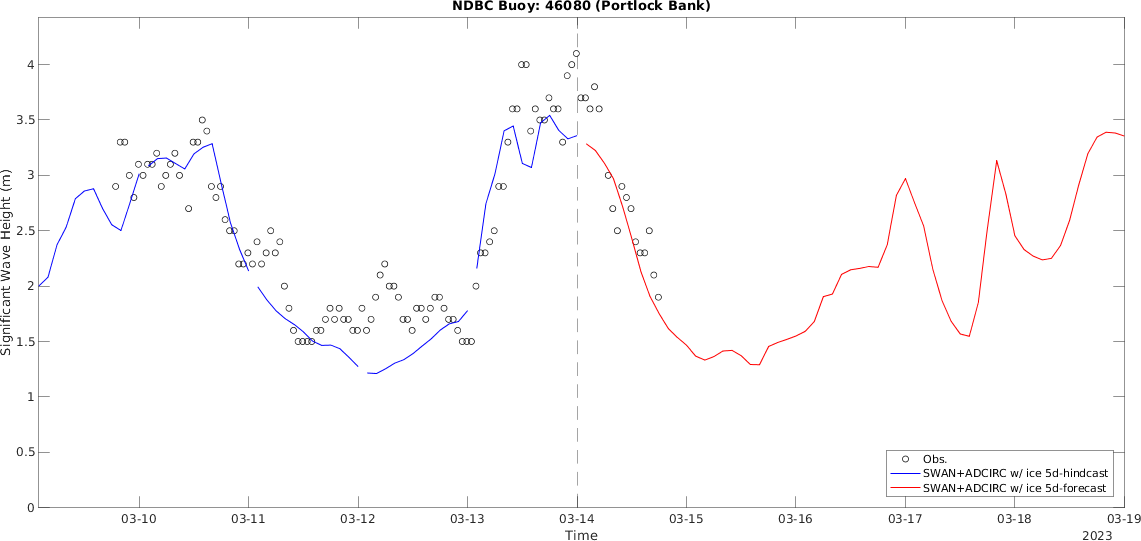 NDBC Buoy: 46080 (Portlock Bank)
Significant Wave Height (m)
4
3.5
3
2.5
2
1.5
1
0.5
0
Obs.
SWAN+ADCIRC w/ ice 5d-hindcast
SWAN+ADCIRC w/ ice 5d-forecast
03-10 03-11 03-12 03-13 03-14 03-15 03-16 03-17 03-18 03-19
Time
2023